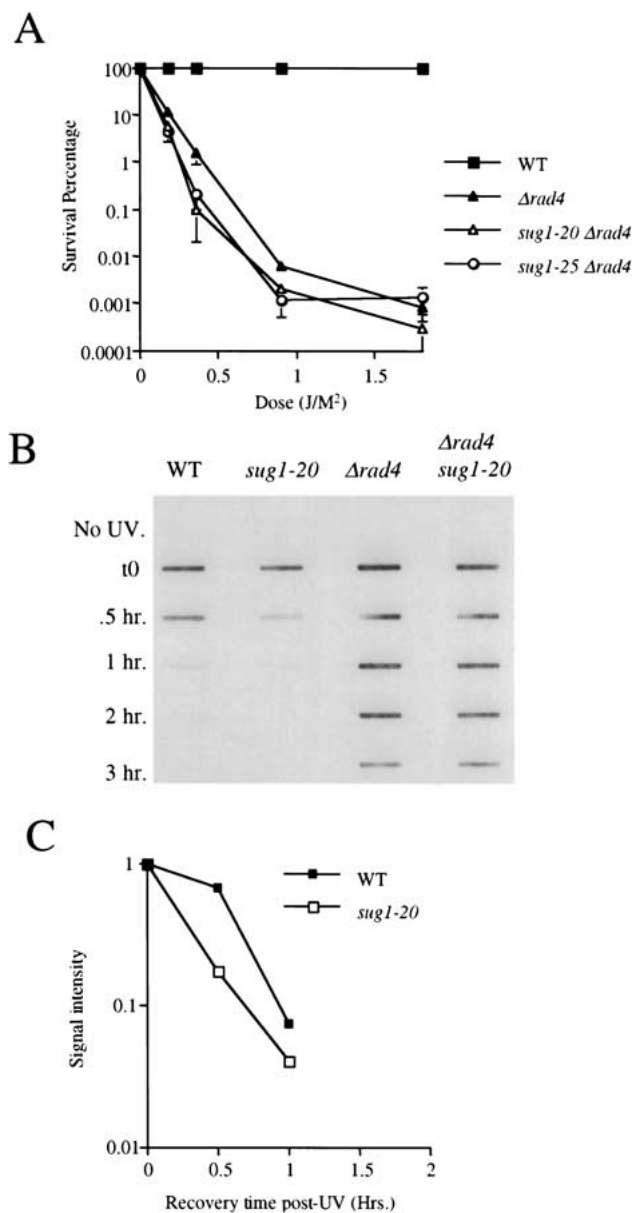 A
100
10
1
0.1
0.01
0.001
0.0001
Survival Percentage
0 0.5 1 1.5
Dose (J/M²)
WT
Δrad4
sug1-20 Δrad4
sug1-25 Δrad4
B
WT sug1-20 Δrad4 Δrad4 sug1-20
No UV.
t0
.5 hr.
1 hr.
2 hr.
3 hr.
C
1
0.1
0.01
Signal intensity
0 0.5 1 1.5 2
Recovery time post-UV (Hrs.)
WT
sug1-20